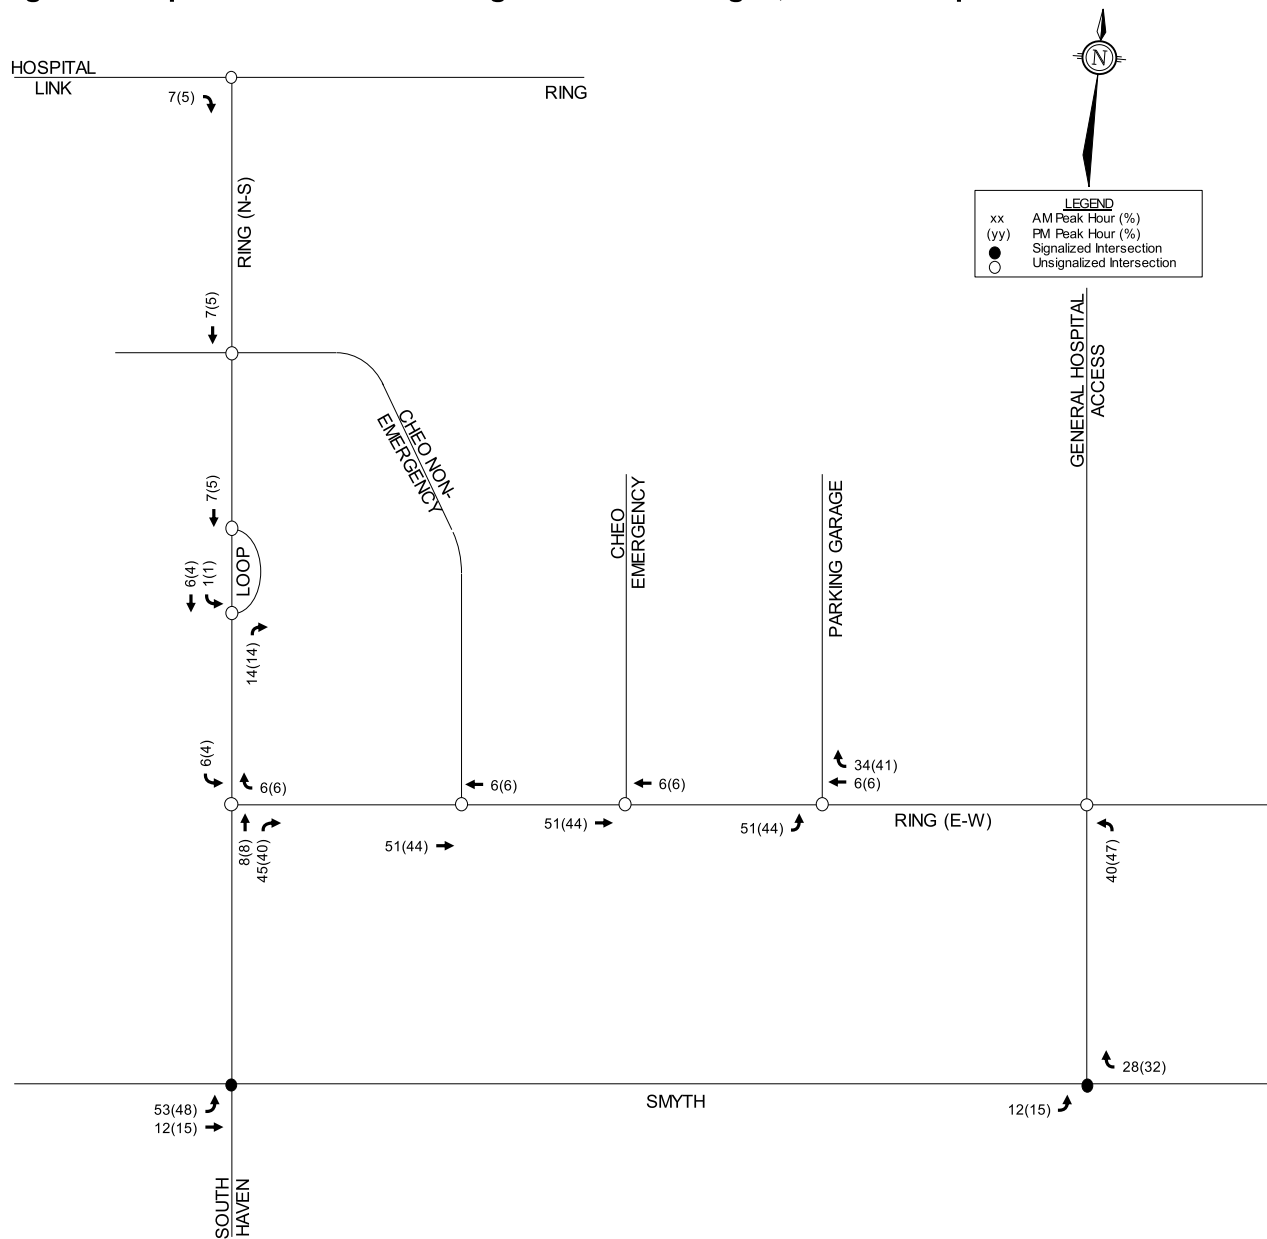 HOSPITAL
LINK
RING
7(5)
N
LEGEND
xx AM Peak Hour (%)
(yy) PM Peak Hour (%)
Signalized Intersection
Unsignalized Intersection
RING (N-S)
7(5)
GENERAL HOSPITAL
ACCESS
CHEO NON-
EMERGENCY
7(5)
CHEO
EMERGENCY
PARKING GARAGE
LOOP
6(4)
1(1)
14(14)
6(4)
6(6)
6(6)
6(6)
34(41)
6(6)
8(8)
45(40)
51(44)
51(44)
51(44)
RING (E-W)
40(47)
28(32)
53(48)
12(15)
SMYTH
12(15)
SOUTH
HAVEN